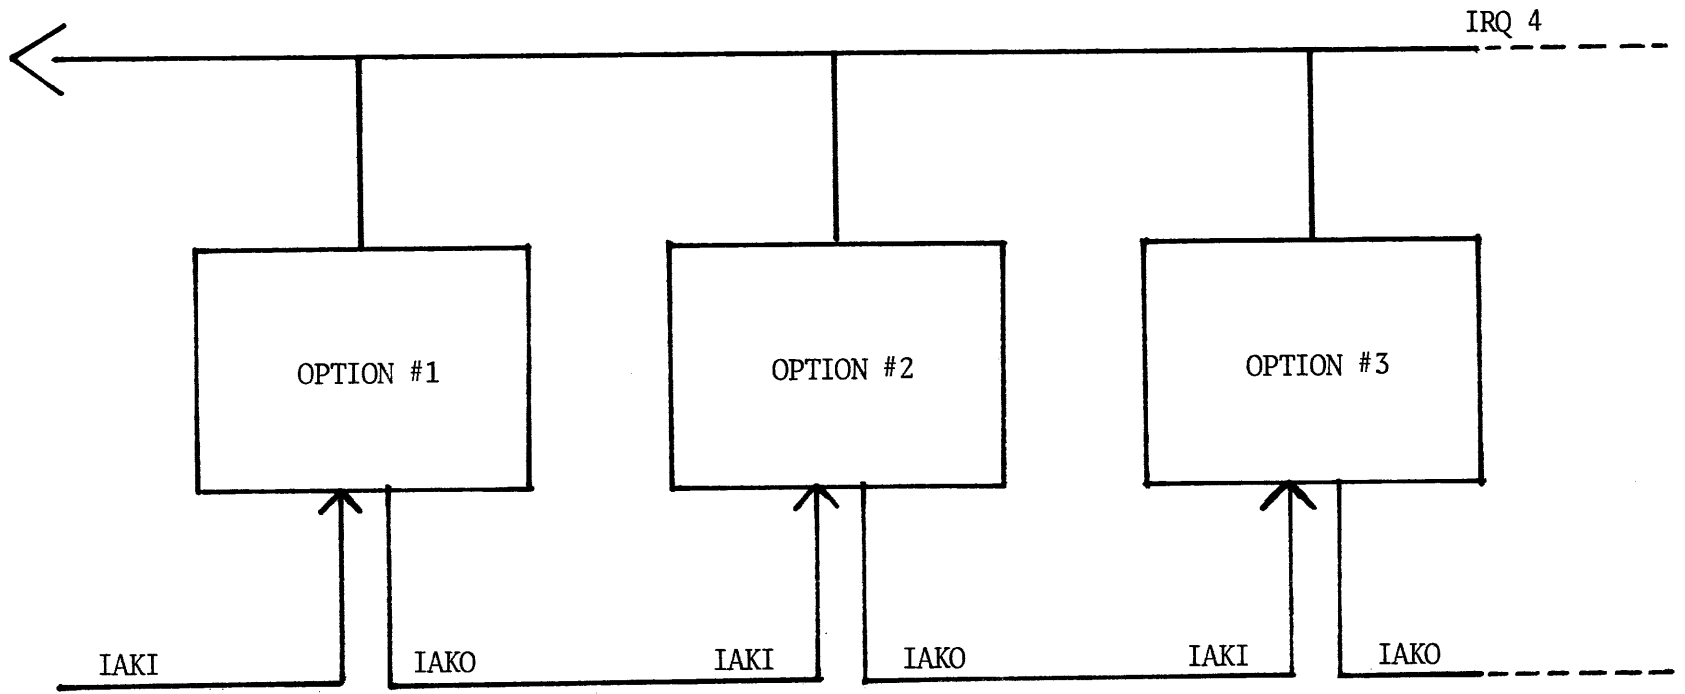 IRQ 4
OPTION #1
OPTION #2
OPTION #3
IAKI
IAKO
IAKI
IAKO
IAKI
IAKO